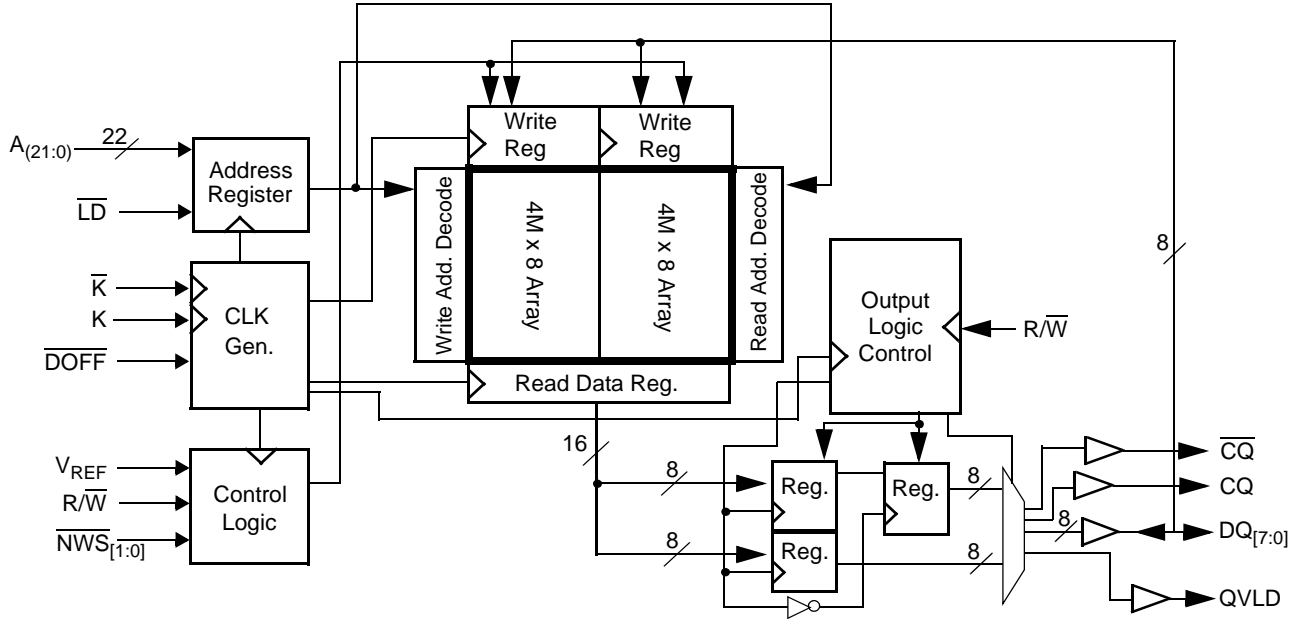 A(21:0)
22
LD
Address
Register
K
K
DOFF
CLK
Gen.
VREF
R/W
NWS[1:0]
Control
Logic
Write
Reg
Write
Reg
Write Add. Decode
4M x 8 Array
4M x 8 Array
Read Add. Decode
Read Data Reg.
16
8
8
Output
Logic
Control
R/W
Reg.
Reg.
Reg.
8
8
8
8
CQ
CQ
DQ[7:0]
QVLD